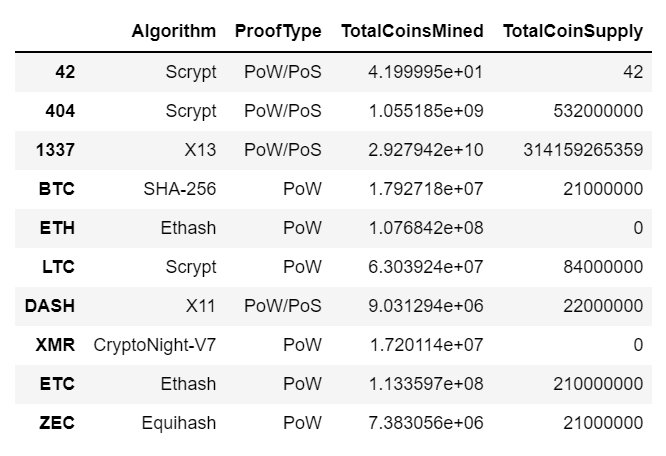 Algorithm ProofType TotalCoinsMined TotalCoinSupply
42 Scrypt PoW/PoS 4.199995e+01 42
404 Scrypt PoW/PoS 1.055185e+09 532000000
1337 X13 PoW/PoS 2.927942e+10 314159265359
BTC SHA-256 PoW 1.792718e+07 21000000
ETH Ethash PoW 1.076842e+08 0
LTC Scrypt PoW 6.303924e+07 84000000
DASH X11 PoW/PoS 9.031294e+06 22000000
XMR CryptoNight-V7 PoW 1.720114e+07 0
ETC Ethash PoW 1.133597e+08 210000000
ZEC Equihash PoW 7.383056e+06 21000000